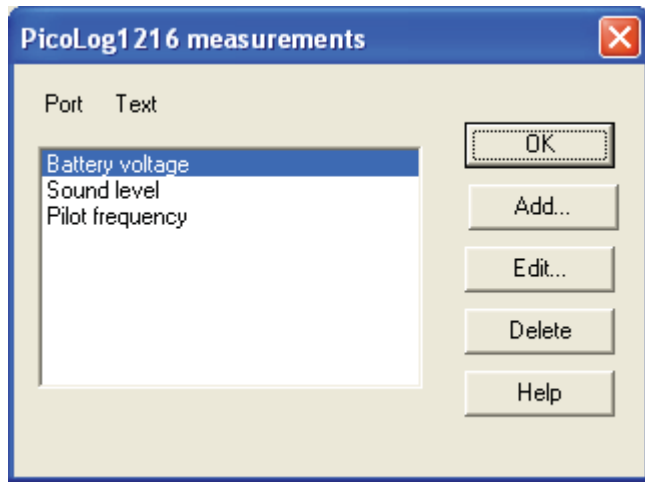 PicoLog1216 measurements
Port Text
Battery voltage
Sound level
Pilot frequency
OK
Add...
Edit...
Delete
Help